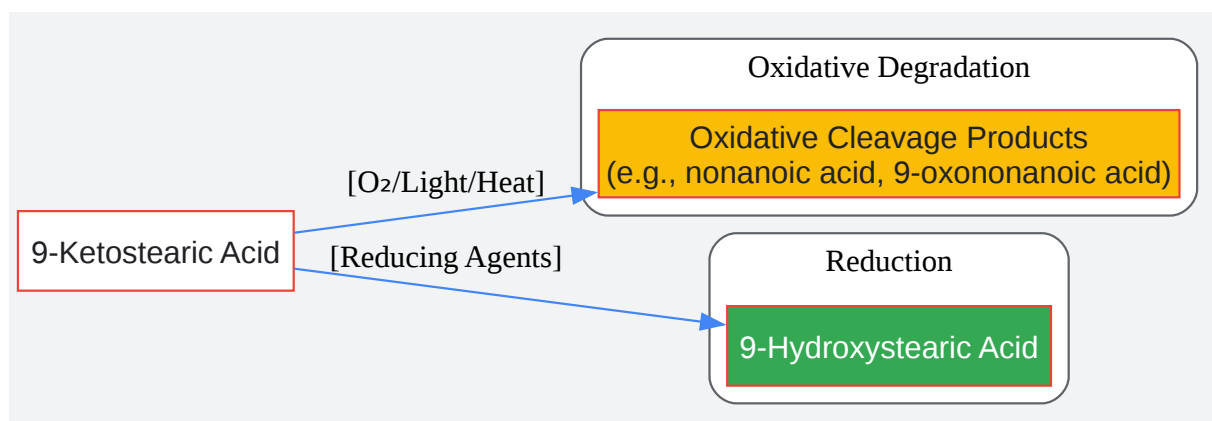 Oxidative Degradation
Oxidative Cleavage Products
(e.g., nonanoic acid, 9-oxononanoic acid)
[O₂/Light/Heat]
9-Ketostearic Acid
[Reducing Agents]
Reduction
9-Hydroxystearic Acid